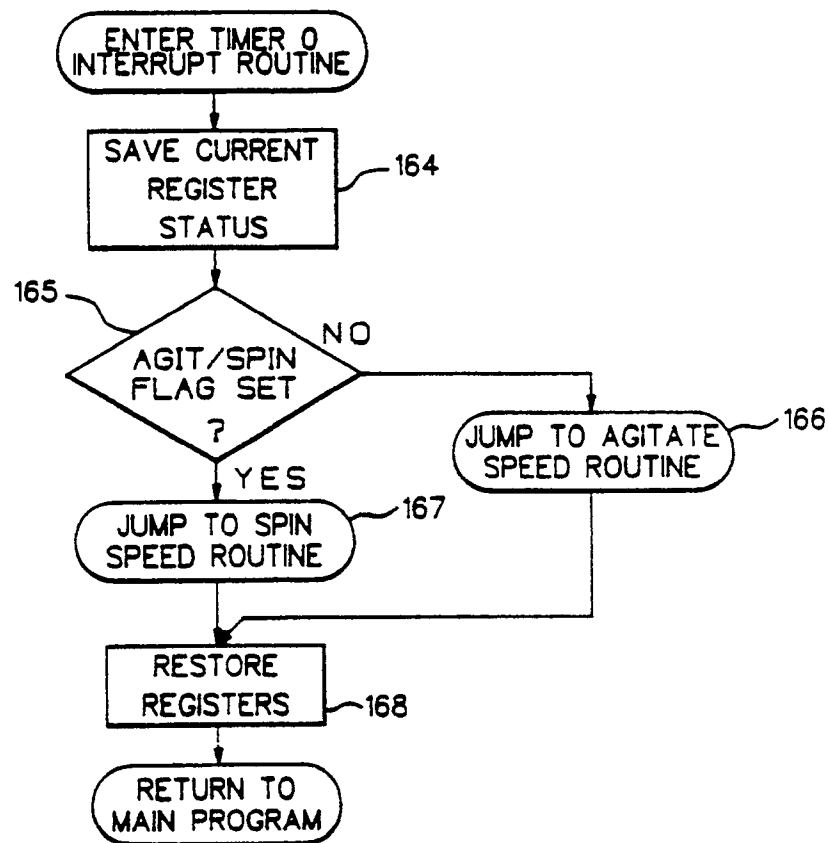 ENTER TIMER 0
INTERRUPT ROUTINE
SAVE CURRENT
REGISTER
STATUS
164
165
AGIT/SPIN
FLAG SET
?
NO
YES
JUMP TO AGITATE
SPEED ROUTINE
166
JUMP TO SPIN
SPEED ROUTINE
167
RESTORE
REGISTERS
168
RETURN TO
MAIN PROGRAM